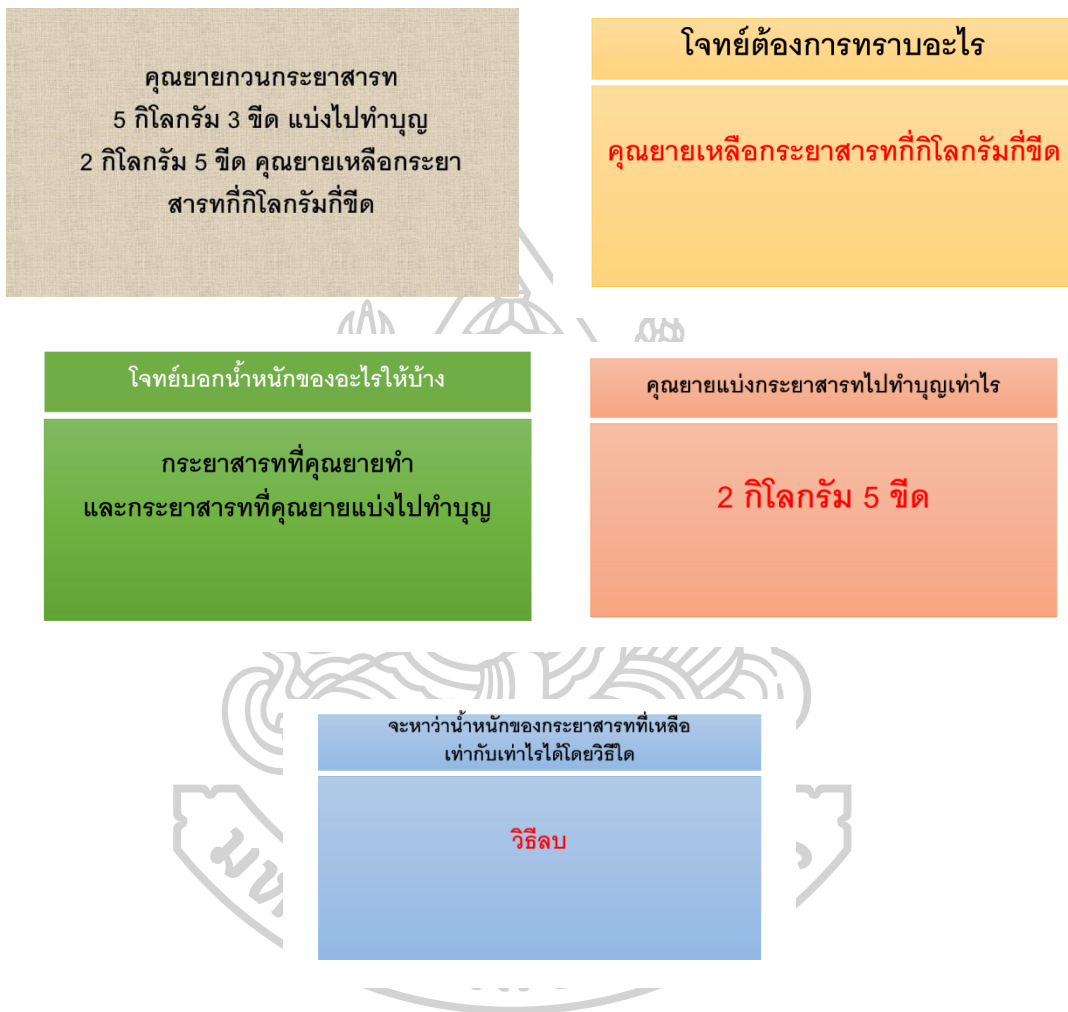 คุณยายกวนกระยาสารท
5 กิโลกรัม 3 ขีด แบ่งไปทำบุญ
2 กิโลกรัม 5 ขีด คุณยายเหลือกระยา
สารทกี่กิโลกรัมกี่ขีด
โจทย์ต้องการทราบอะไร
คุณยายเหลือกระยาสารทกี่กิโลกรัมกี่ขีด
โจทย์บอกน้ำหนักของอะไรให้บ้าง
กระยาสารทที่คุณยายทำ
และกระยาสารทที่คุณยายแบ่งไปทำบุญ
คุณยายแบ่งกระยาสารทไปทำบุญเท่าไร
2 กิโลกรัม 5 ขีด
จะหาว่าน้ำหนักของกระยาสารทที่เหลือ
เท่ากับเท่าไรได้โดยวิธีใด
วิธีลบ